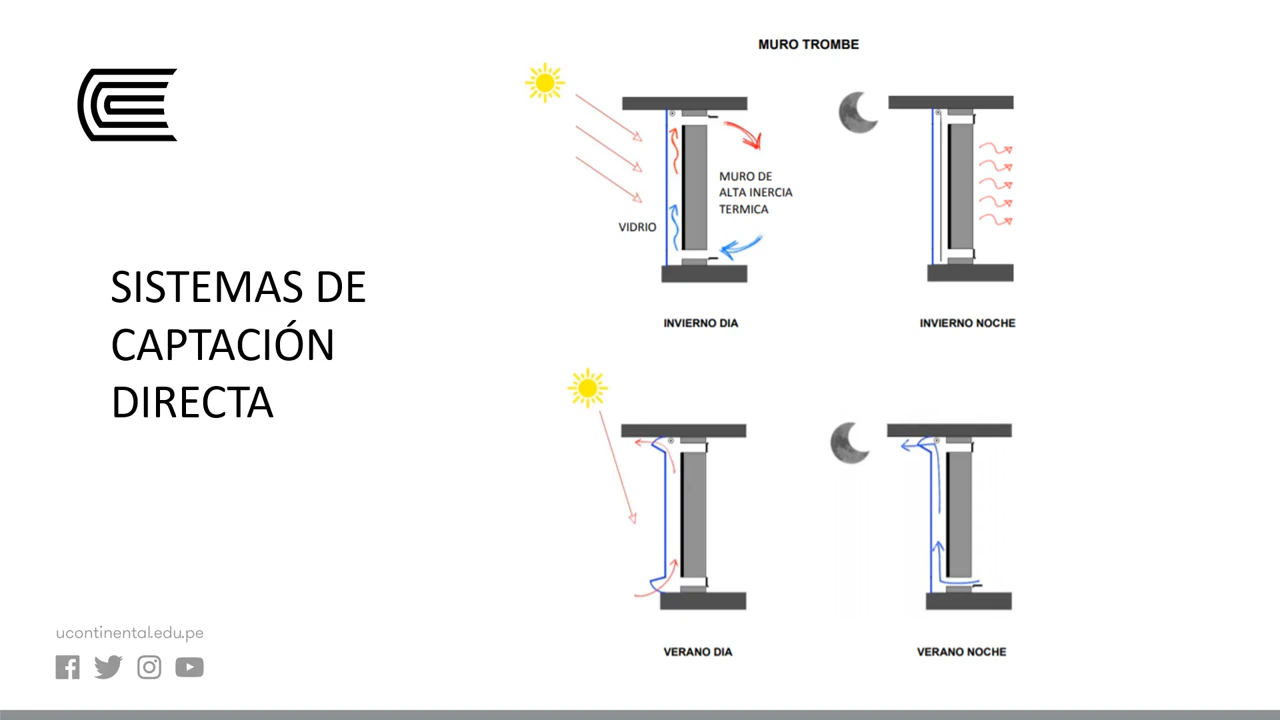 MURO TROMBE
MURO DE
ALTA INERCIA
TERMICA
VIDRIO
INVIERNO DIA
INVIERNO NOCHE
SISTEMAS DE
CAPTACIÓN
DIRECTA
VERANO DIA
VERANO NOCHE
ucontinental.edu.pe